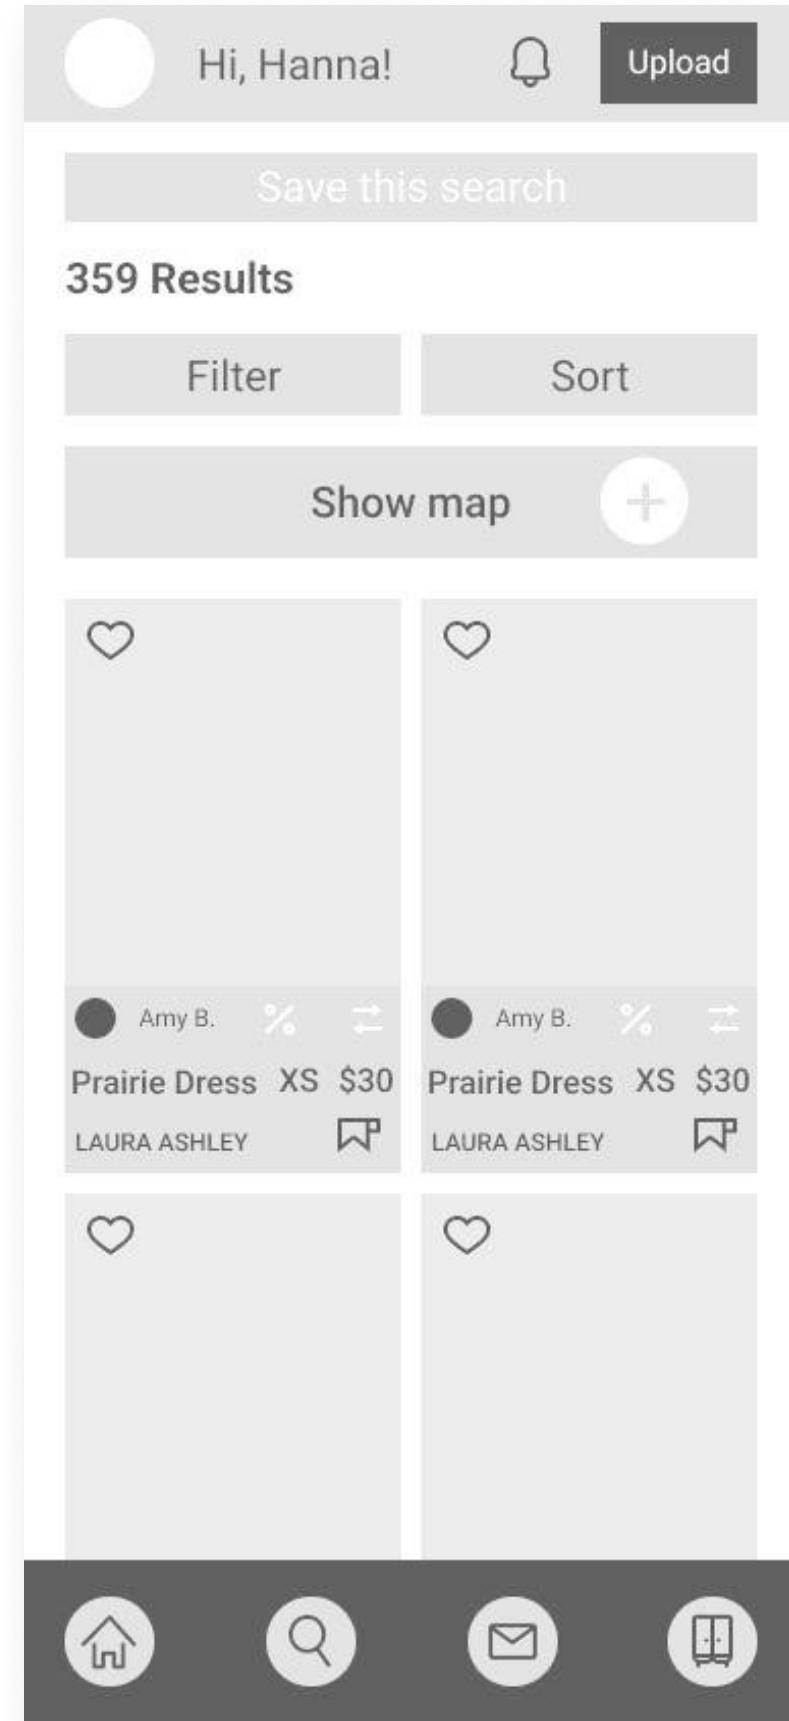 Hi, Hanna!
Upload
Save this search
359 Results
Filter
Sort
Show map
Amy B.
Prairie Dress XS $30
LAURA ASHLEY
Amy B.
Prairie Dress XS $30
LAURA ASHLEY